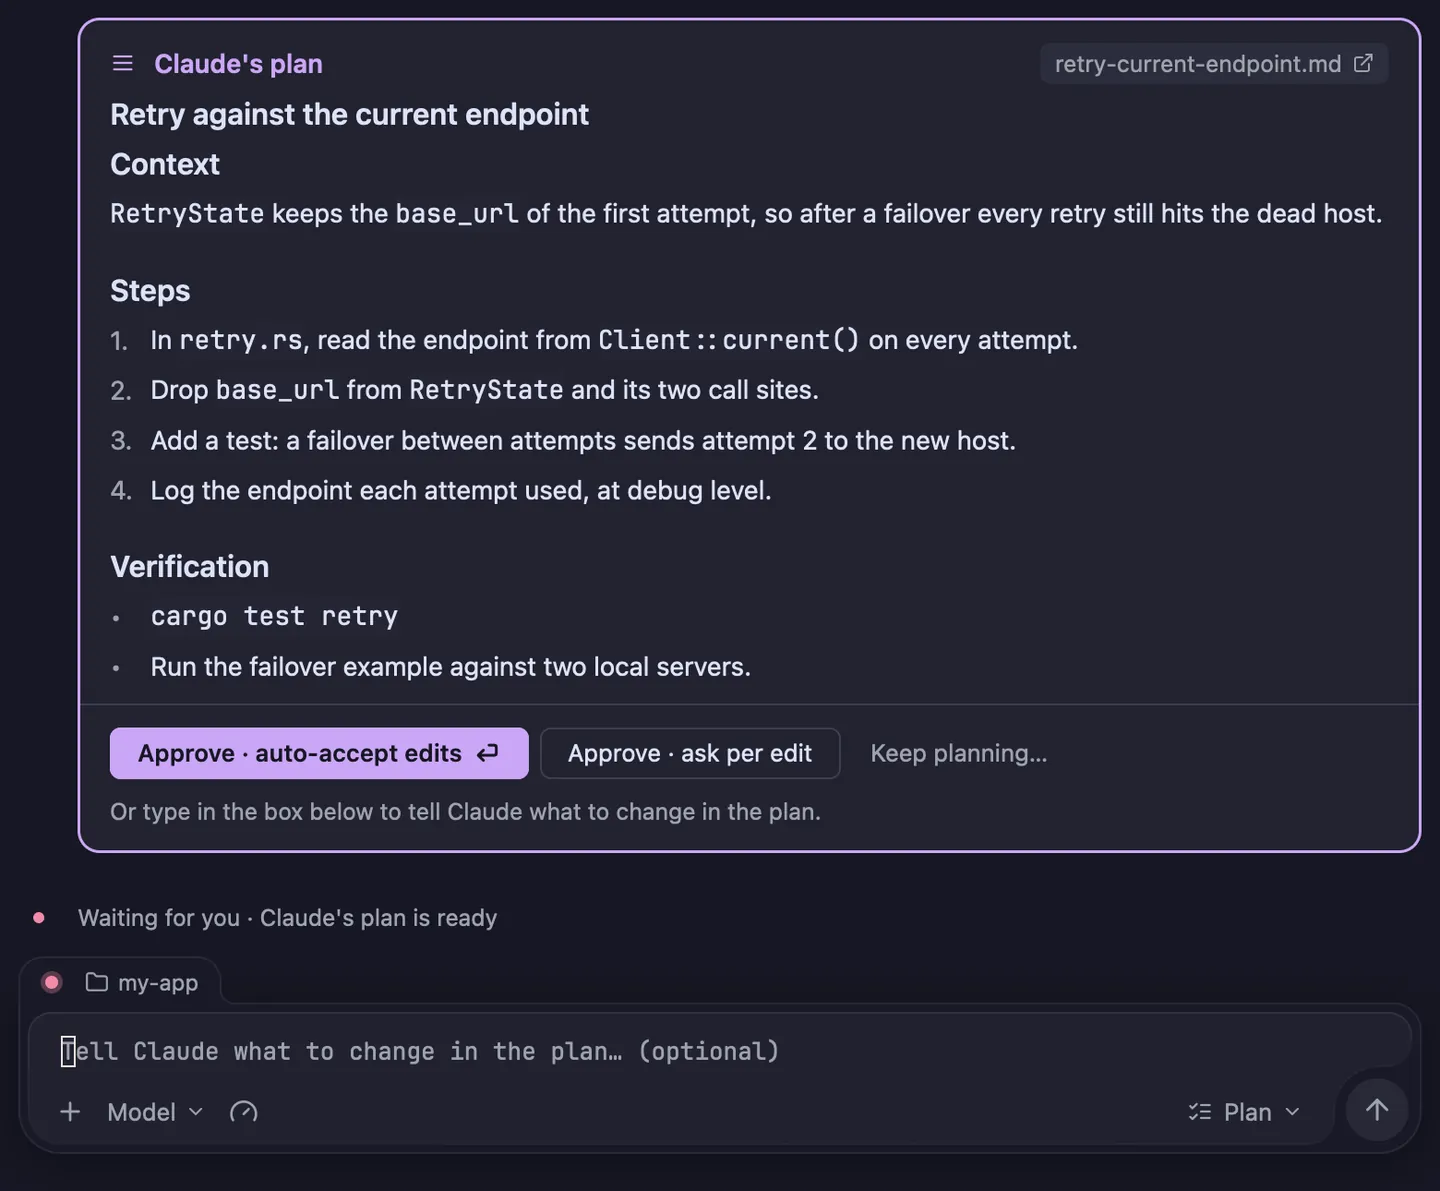 Claude's plan
retry-current-endpoint.md
Retry against the current endpoint
Context
RetryState keeps the base_url of the first attempt, so after a failover every retry still hits the dead host.
Steps
1. In retry.rs, read the endpoint from Client::current() on every attempt.
2. Drop base_url from RetryState and its two call sites.
3. Add a test: a failover between attempts sends attempt 2 to the new host.
4. Log the endpoint each attempt used, at debug level.
Verification
• cargo test retry
• Run the failover example against two local servers.
Approve · auto-accept edits
Approve · ask per edit
Keep planning...
Or type in the box below to tell Claude what to change in the plan.
Waiting for you · Claude's plan is ready
my-app
Tell Claude what to change in the plan… (optional)
Model
Plan